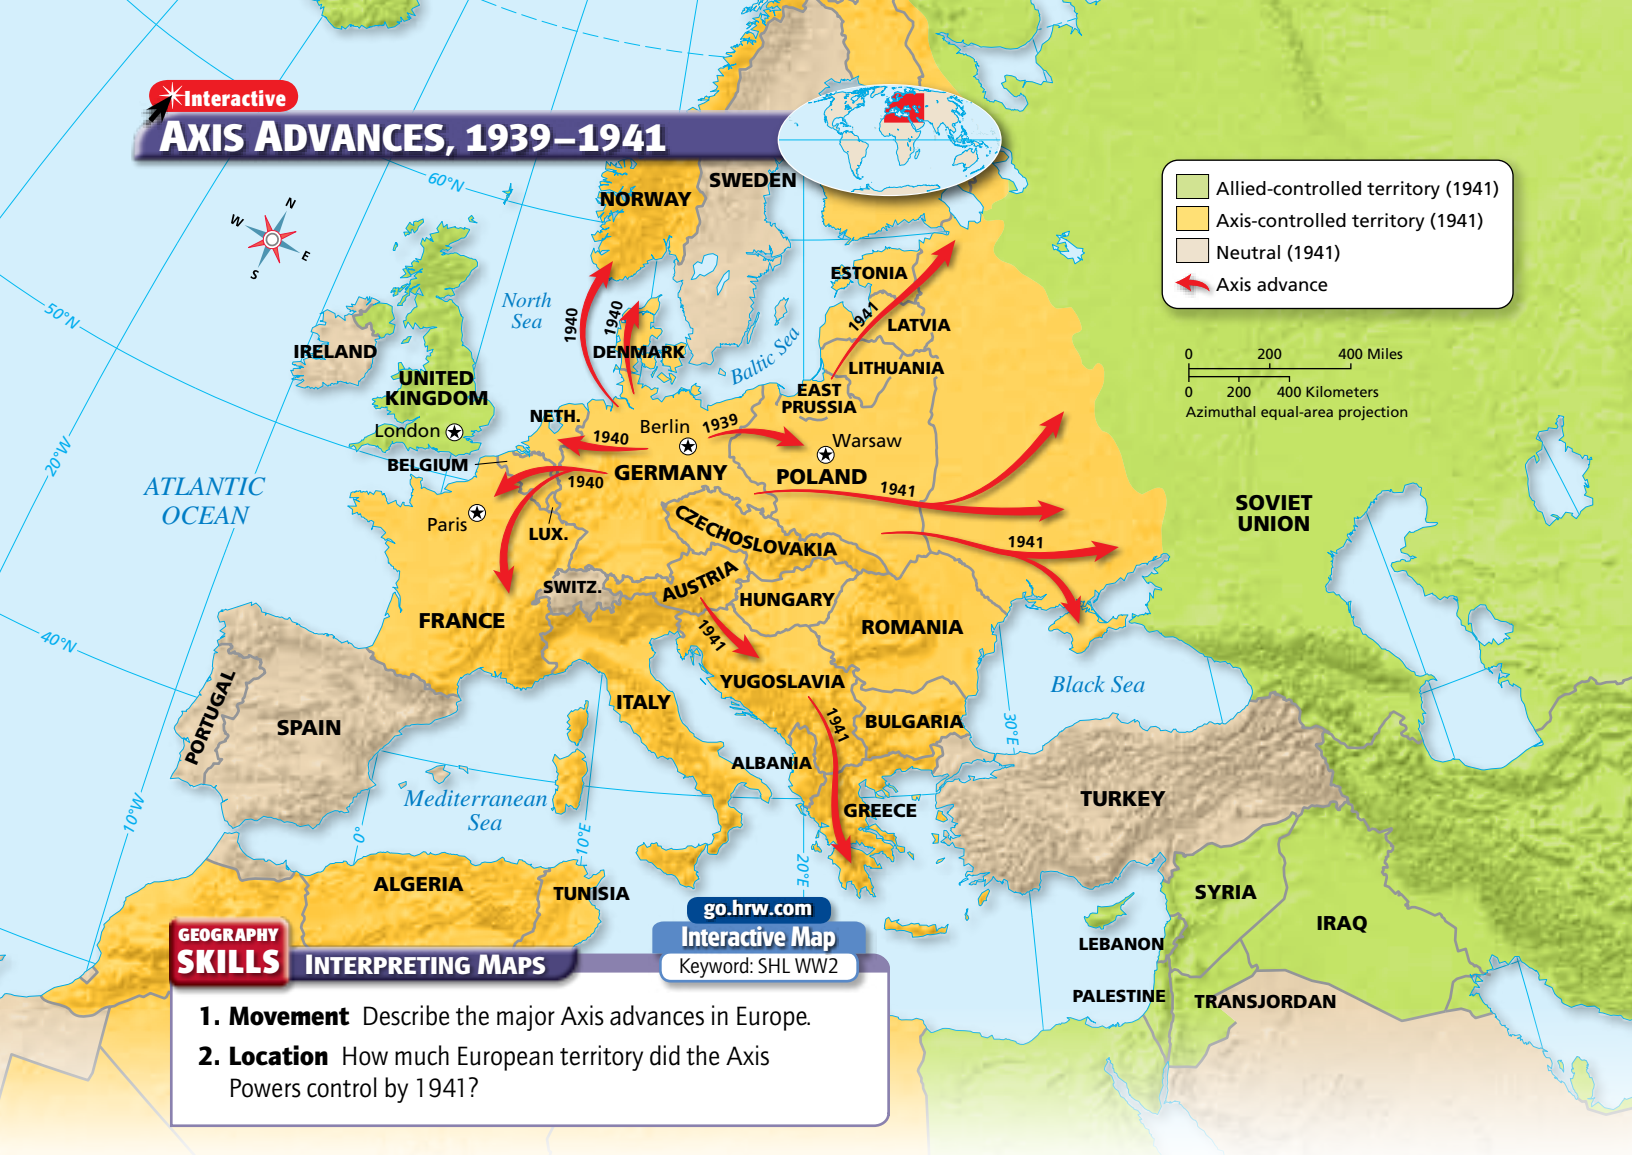 Interactive
AXIS ADVANCES, 1939–1941
Allied-controlled territory (1941)
Axis-controlled territory (1941)
Neutral (1941)
Axis advance
0 200 400 Miles
0 200 400 Kilometers
Azimuthal equal-area projection
N
W
E
S
60°N
50°N
40°N
20°W
10°W
0°
10°E
20°E
30°E
SWEDEN
NORWAY
ESTONIA
LATVIA
LITHUANIA
EAST
PRUSSIA
North
Sea
Baltic Sea
1940
1940
1941
DENMARK
IRELAND
UNITED
KINGDOM
London
NETH.
BELGIUM
1940
Berlin
1939
Warsaw
GERMANY
POLAND
1940
1941
ATLANTIC
OCEAN
Paris
LUX.
CZECHOSLOVAKIA
1941
SOVIET
UNION
SWITZ.
AUSTRIA
HUNGARY
FRANCE
ROMANIA
1941
YUGOSLAVIA
Black Sea
ITALY
1941
BULGARIA
PORTUGAL
SPAIN
ALBANIA
GREECE
TURKEY
Mediterranean
Sea
ALGERIA
TUNISIA
SYRIA
IRAQ
LEBANON
PALESTINE
TRANSJORDAN
go.hrw.com
Interactive Map
Keyword: SHL WW2
GEOGRAPHY
SKILLS
INTERPRETING MAPS
1. Movement Describe the major Axis advances in Europe.
2. Location How much European territory did the Axis
Powers control by 1941?